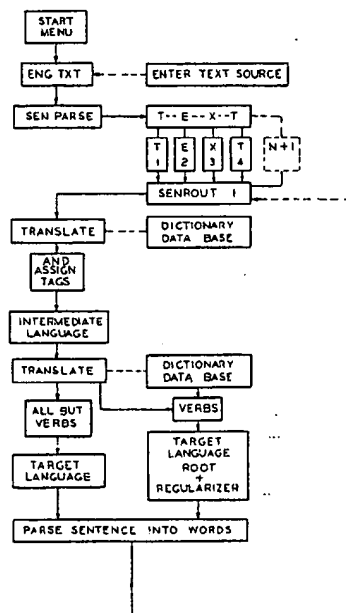 START
MENU
ENG TXT
ENTER TEXT SOURCE
SEN PARSE
T--E--X--T
T
1
E
2
X
3
T
4
N+1
SENROUT 1
TRANSLATE
DICTIONARY
DATA BASE
AND
ASSIGN
TAGS
INTERMEDIATE
LANGUAGE
TRANSLATE
DICTIONARY
DATA BASE
ALL BUT
VERBS
VERBS
TARGET
LANGUAGE
TARGET
LANGUAGE
ROOT
+
REGULARIZER
PARSE SENTENCE INTO WORDS